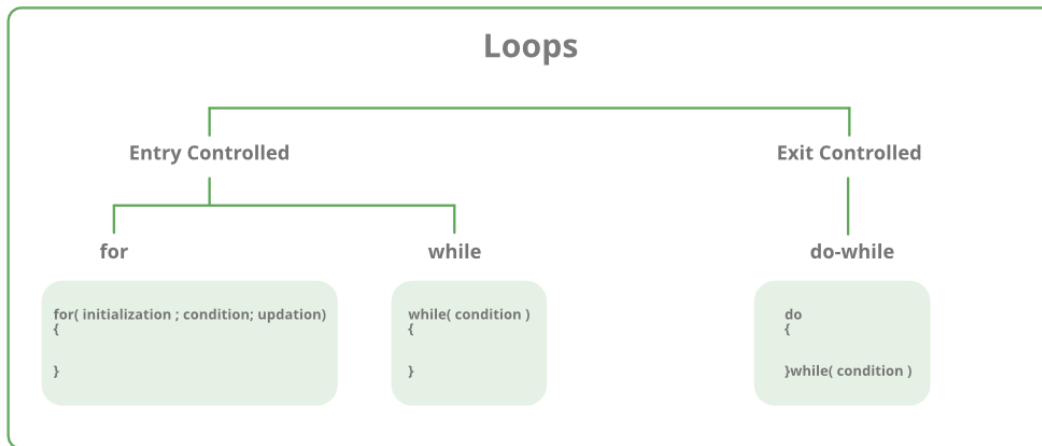 Loops
Entry Controlled
Exit Controlled
for
while
do-while
for( initialization ; condition; updation)
{
}
while( condition )
{
}
do
{
}while( condition )